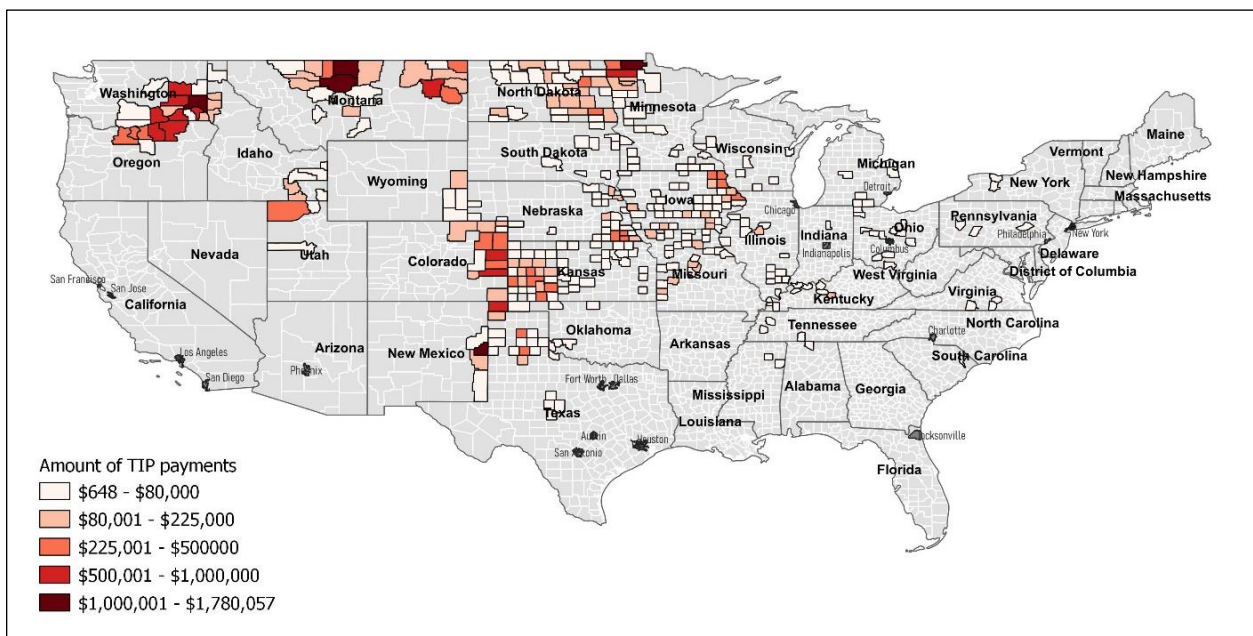 Washington
Montana
North Dakota
Minnesota
Oregon
Idaho
South Dakota
Wisconsin
Michigan
Vermont
Maine
New Hampshire
Massachusetts
New York
Wyoming
Detroit
Iowa
Chicago
Nebraska
Pennsylvania
New York
Philadelphia
Nevada
Utah
Colorado
Illinois
Indiana
Indianapolis
Ohio
Columbus
Delaware
District of Columbia
San Francisco
San Jose
California
Kansas
Missouri
West Virginia
Virginia
Kentucky
Oklahoma
Tennessee
North Carolina
Charlotte
Los Angeles
Arizona
Phoenix
New Mexico
Arkansas
South Carolina
San Diego
Fort Worth
Dallas
Mississippi
Alabama
Georgia
Texas
Louisiana
Austin
Houston
San Antonio
Jacksonville
Florida
Amount of TIP payments
$648 - $80,000
$80,001 - $225,000
$225,001 - $500000
$500,001 - $1,000,000
$1,000,001 - $1,780,057